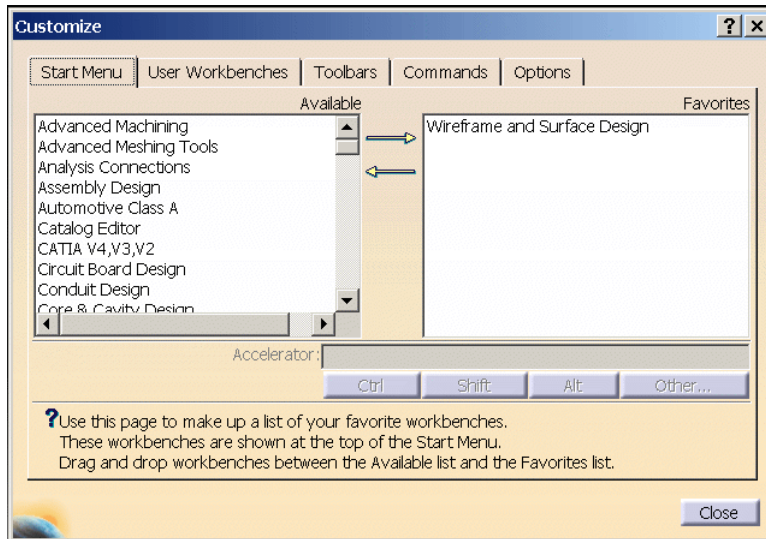 Customize
Start Menu User Workbenches Toolbars Commands Options
Available Favorites
Advanced Machining
Advanced Meshing Tools
Analysis Connections
Assembly Design
Automotive Class A
Catalog Editor
CATIA V4,V3,V2
Circuit Board Design
Conduit Design
Core & Cavity Design
Wireframe and Surface Design
Accelerator:
Ctrl Shift Alt Other...
?Use this page to make up a list of your favorite workbenches.
These workbenches are shown at the top of the Start Menu.
Drag and drop workbenches between the Available list and the Favorites list.
Close